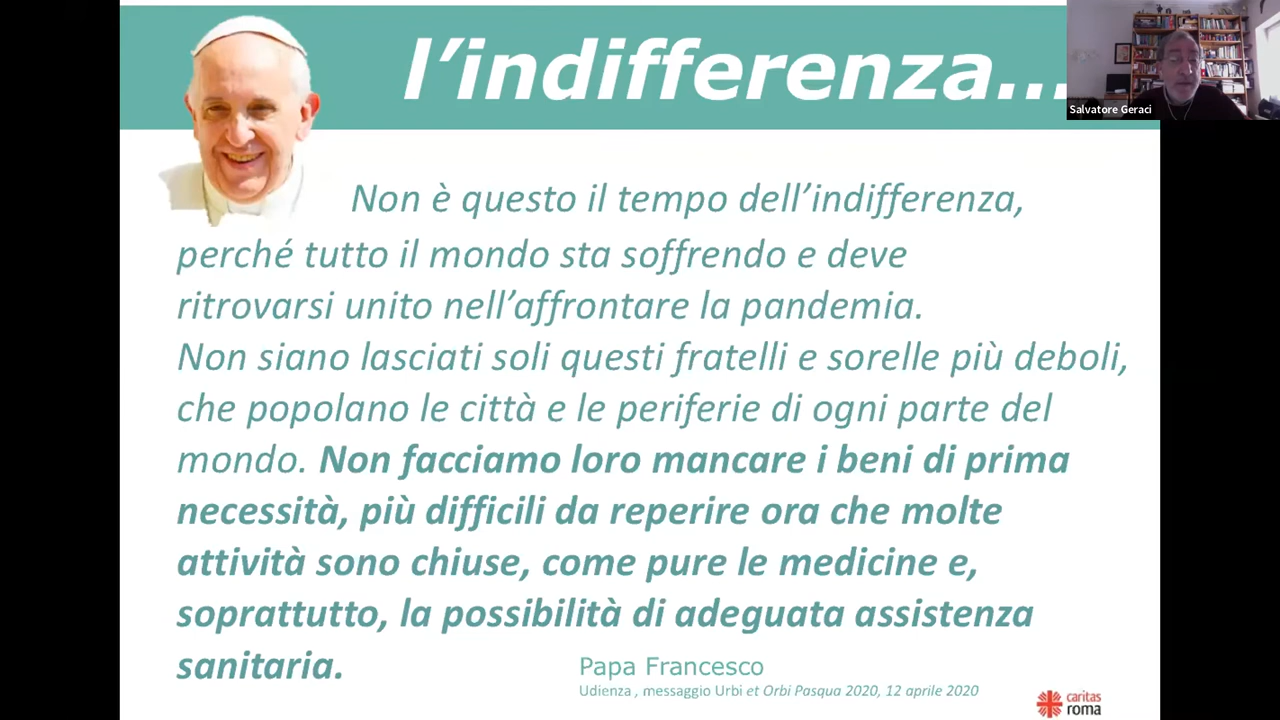 l'indifferenza...
Salvatore Geraci
Non è questo il tempo dell'indifferenza,
perché tutto il mondo sta soffrendo e deve
ritrovarsi unito nell'affrontare la pandemia.
Non siano lasciati soli questi fratelli e sorelle più deboli,
che popolano le città e le periferie di ogni parte del
mondo. Non facciamo loro mancare i beni di prima
necessità, più difficili da reperire ora che molte
attività sono chiuse, come pure le medicine e,
soprattutto, la possibilità di adeguata assistenza
sanitaria.
Papa Francesco
Udienza , messaggio Urbi et Orbi Pasqua 2020, 12 aprile 2020
caritas
roma